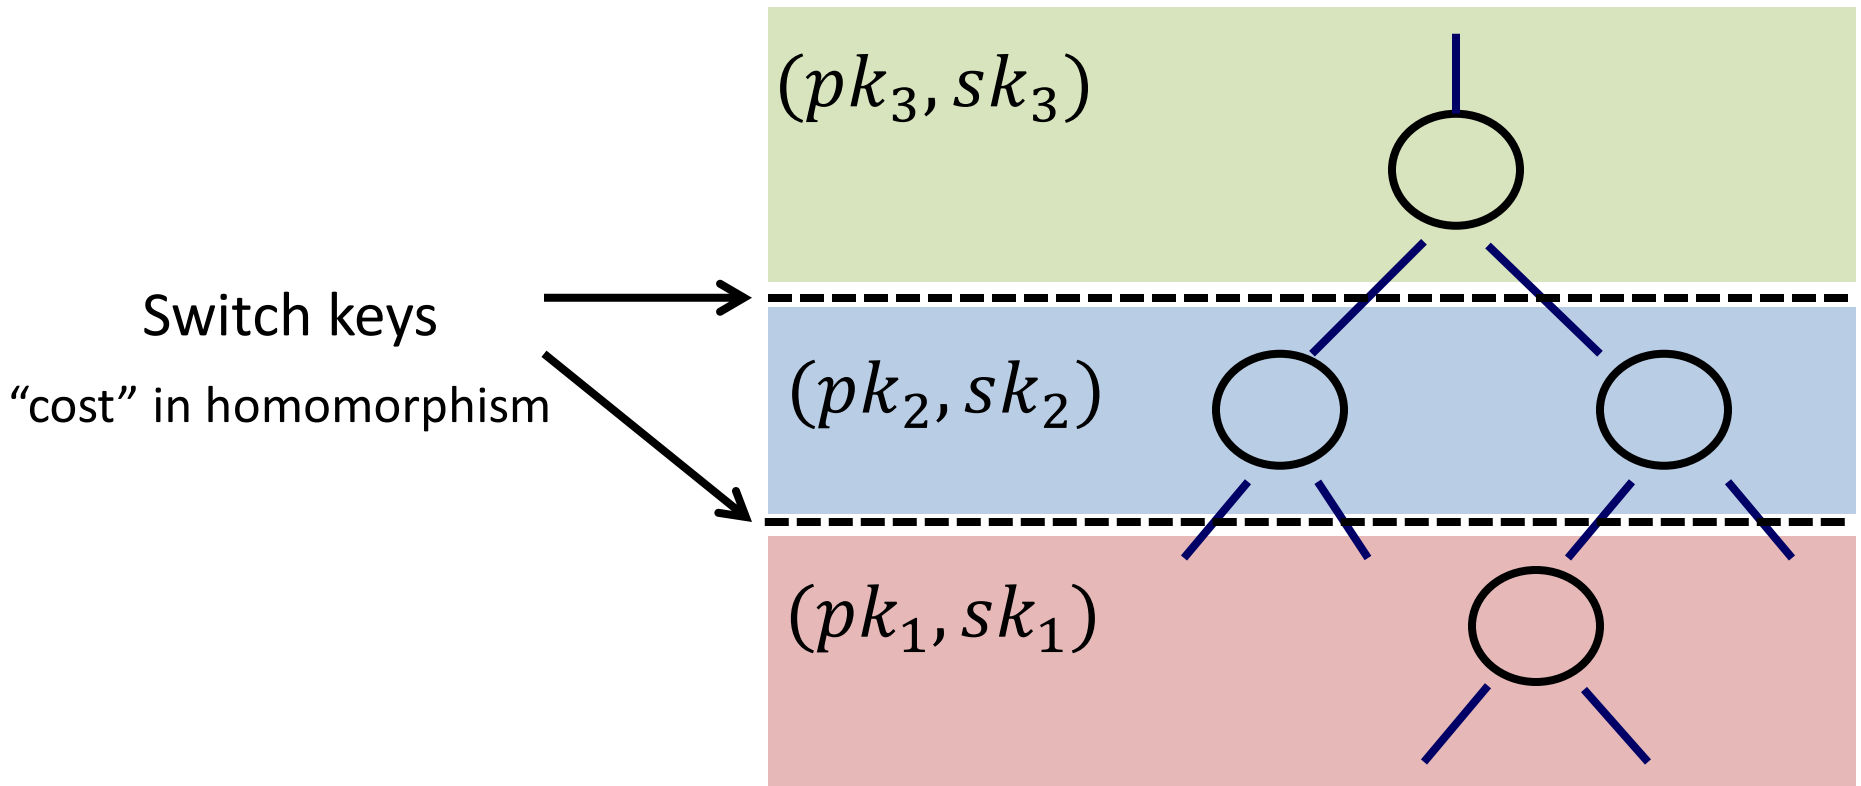 (pk₃, sk₃)
Switch keys
“cost” in homomorphism
(pk₂, sk₂)
(pk₁, sk₁)